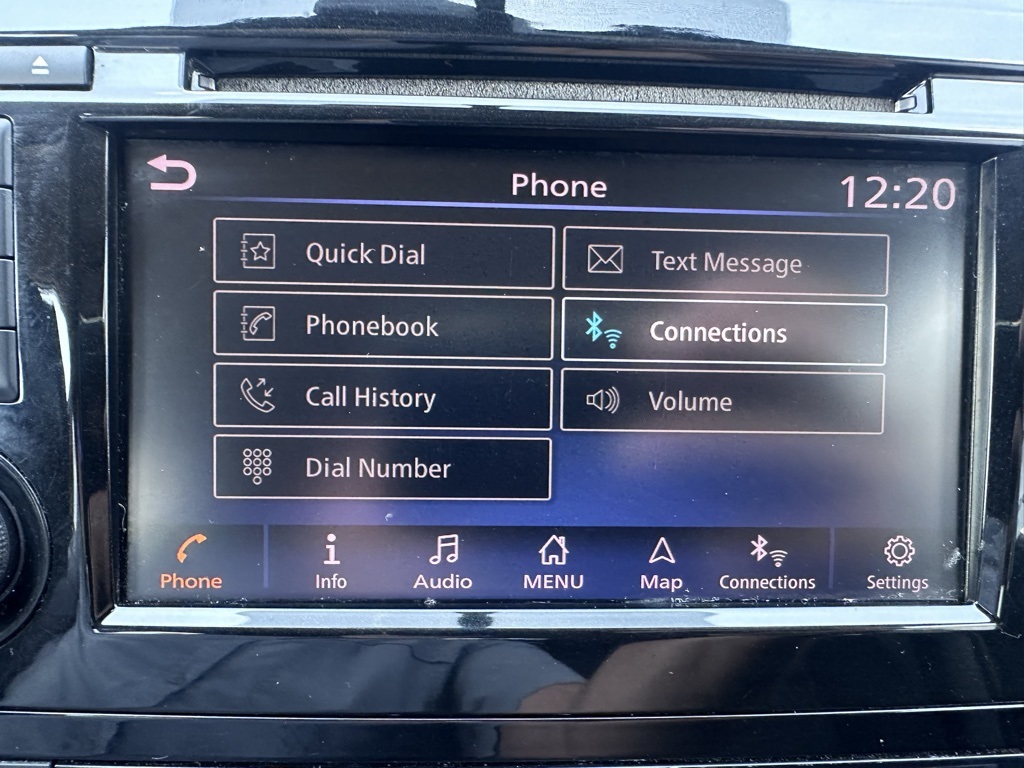 Phone
12:20
Quick Dial
Text Message
Phonebook
Connections
Call History
Volume
Dial Number
Phone
Info
Audio
MENU
Map
Connections
Settings